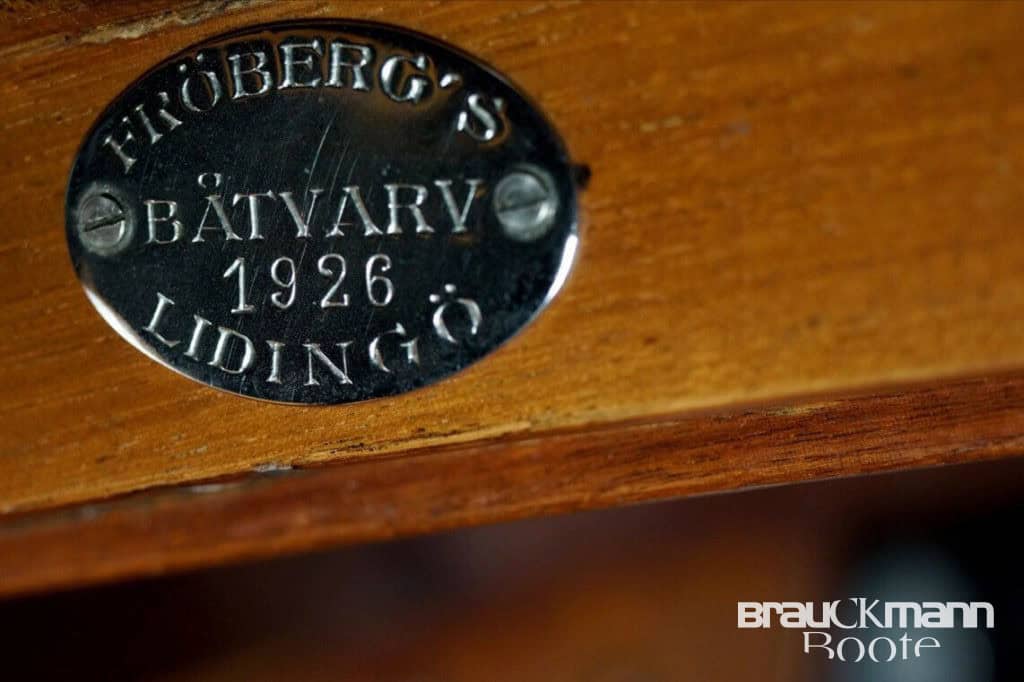 FRÖBERG'S
BÅTVARV
1926
LIDINGÖ
BrauCkmann
Boote